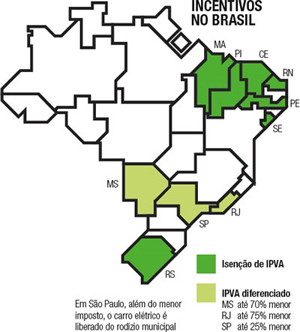 INCENTIVOS
NO BRASIL
MA
PI
CE
RN
PE
SE
MS
RJ
SP
RS
Isenção de IPVA
IPVA diferenciado
MS até 70% menor
RJ até 75% menor
SP até 25% menor
Em São Paulo, além do menor
imposto, o carro elétrico é
liberado do rodízio municipal